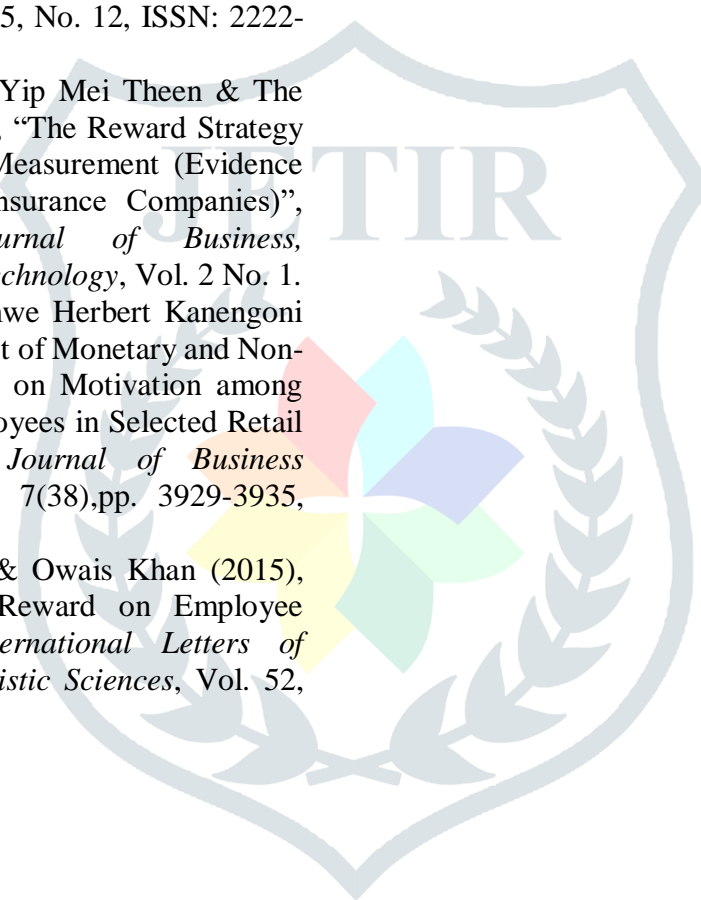 5, No. 12, ISSN: 2222-
Yip Mei Theen & The
, “The Reward Strategy
Measurement (Evidence
nsurance Companies)”,
urnal of Business,
echnology, Vol. 2 No. 1.
nwe Herbert Kanengoni
t of Monetary and Non-
on Motivation among
oyees in Selected Retail
Journal of Business
7(38),pp. 3929-3935,
& Owais Khan (2015),
Reward on Employee
ernational Letters of
istic Sciences, Vol. 52,
JETIR